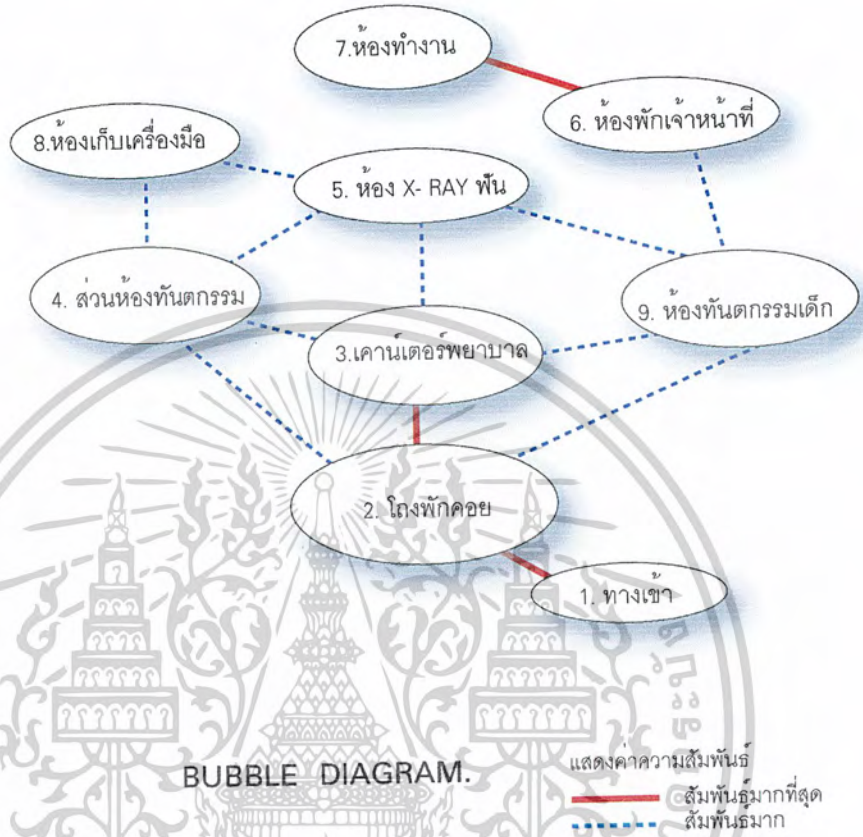 7.ห้องทำงาน
6. ห้องพักเจ้าหน้าที่
8.ห้องเก็บเครื่องมือ
5. ห้อง X- RAY ฟัน
4. ส่วนห้องทันตกรรม
9. ห้องทันตกรรมเด็ก
3.เคาน์เตอร์พยาบาล
2. โถงพักคอย
1. ทางเข้า
BUBBLE DIAGRAM.
แสดงค่าความสัมพันธ์
สัมพันธ์มากที่สุด
สัมพันธ์มาก